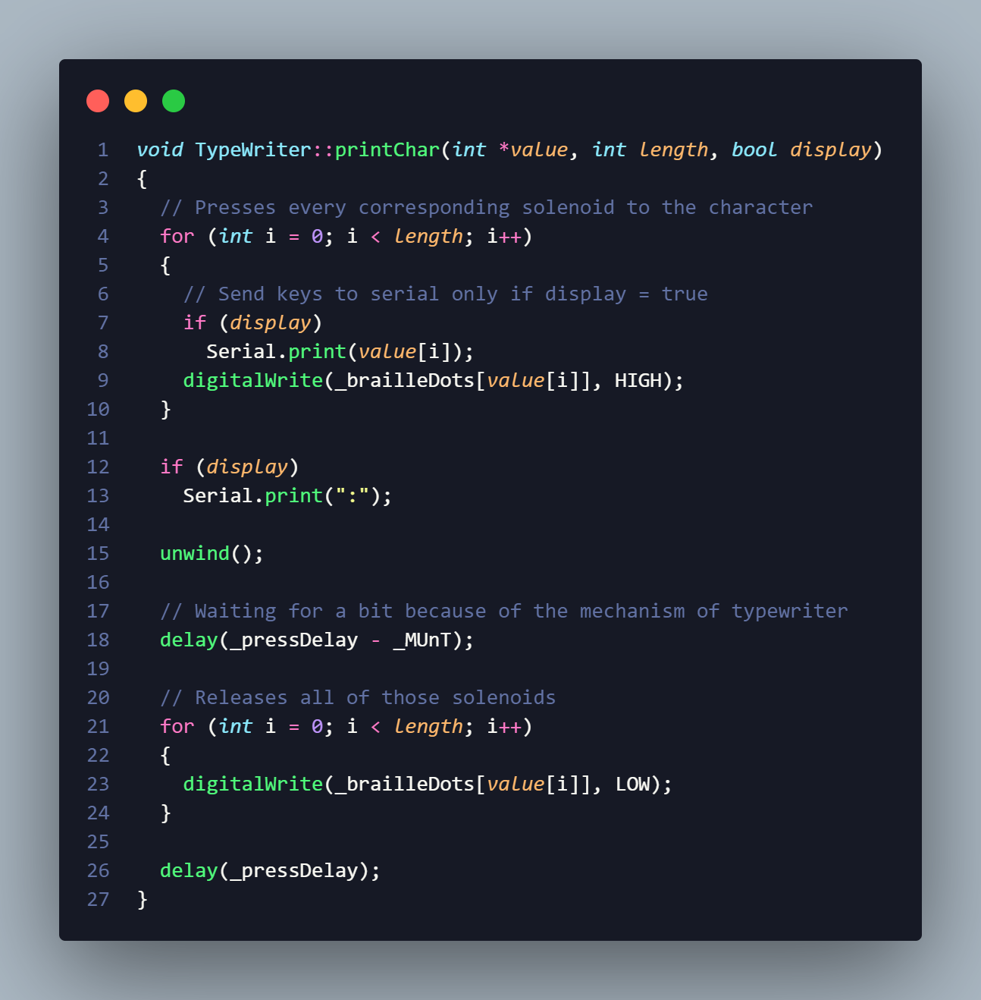 1 void TypeWriter::printChar(int *value, int length, bool display)
2 {
3   // Presses every corresponding solenoid to the character
4   for (int i = 0; i < length; i++)
5   {
6     // Send keys to serial only if display = true
7     if (display)
8       Serial.print(value[i]);
9     digitalWrite(_brailleDots[value[i]], HIGH);
10   }
11
12   if (display)
13     Serial.print(":");
14
15   unwind();
16
17   // Waiting for a bit because of the mechanism of typewriter
18   delay(_pressDelay - _MUnT);
19
20   // Releases all of those solenoids
21   for (int i = 0; i < length; i++)
22   {
23     digitalWrite(_brailleDots[value[i]], LOW);
24   }
25
26   delay(_pressDelay);
27 }